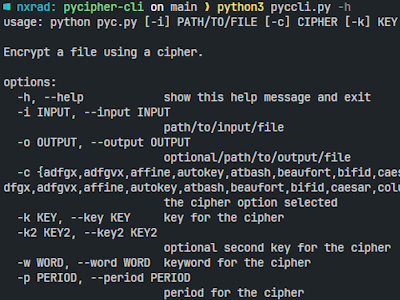 nxrad: pycipher-cli on main ❯ python3 pyccli.py -h
usage: python pyc.py [-i] PATH/TO/FILE [-c] CIPHER [-k] KEY
Encrypt a file using a cipher.
options:
-h, --help show this help message and exit
-i INPUT, --input INPUT
path/to/input/file
-o OUTPUT, --output OUTPUT
optional/path/to/output/file
-c {adfgx,adfgvx,affine,autokey,atbash,beaufort,bifid,caes
dfgx,adfgvx,affine,autokey,atbash,beaufort,bifid,caesar,colu
the cipher option selected
-k KEY, --key KEY key for the cipher
-k2 KEY2, --key2 KEY2
optional second key for the cipher
-w WORD, --word WORD keyword for the cipher
-p PERIOD, --period PERIOD
period for the cipher